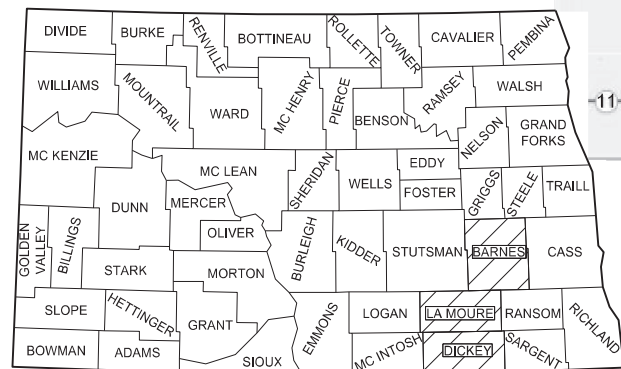 DIVIDE
BURKE
RENVILLE
BOTTINEAU
ROLLETTE
TOWNER
CAVALIER
PEMBINA
WILLIAMS
MOUNTRAIL
WARD
MC HENRY
PIERCE
BENSON
RAMSEY
WALSH
11
MC KENZIE
MC LEAN
SHERIDAN
WELLS
EDDY
FOSTER
NELSON
GRAND
FORKS
DUNN
MERCER
OLIVER
GRIGGS
STEELE
TRAILL
GOLDEN
VALLEY
BILLINGS
STARK
MORTON
BURLEIGH
KIDDER
STUTSMAN
BARNES
CASS
SLOPE
HETTINGER
GRANT
EMMONS
LOGAN
LA MOURE
RANSOM
RICHLAND
BOWMAN
ADAMS
SIOUX
MC INTOSH
DICKEY
SARGENT